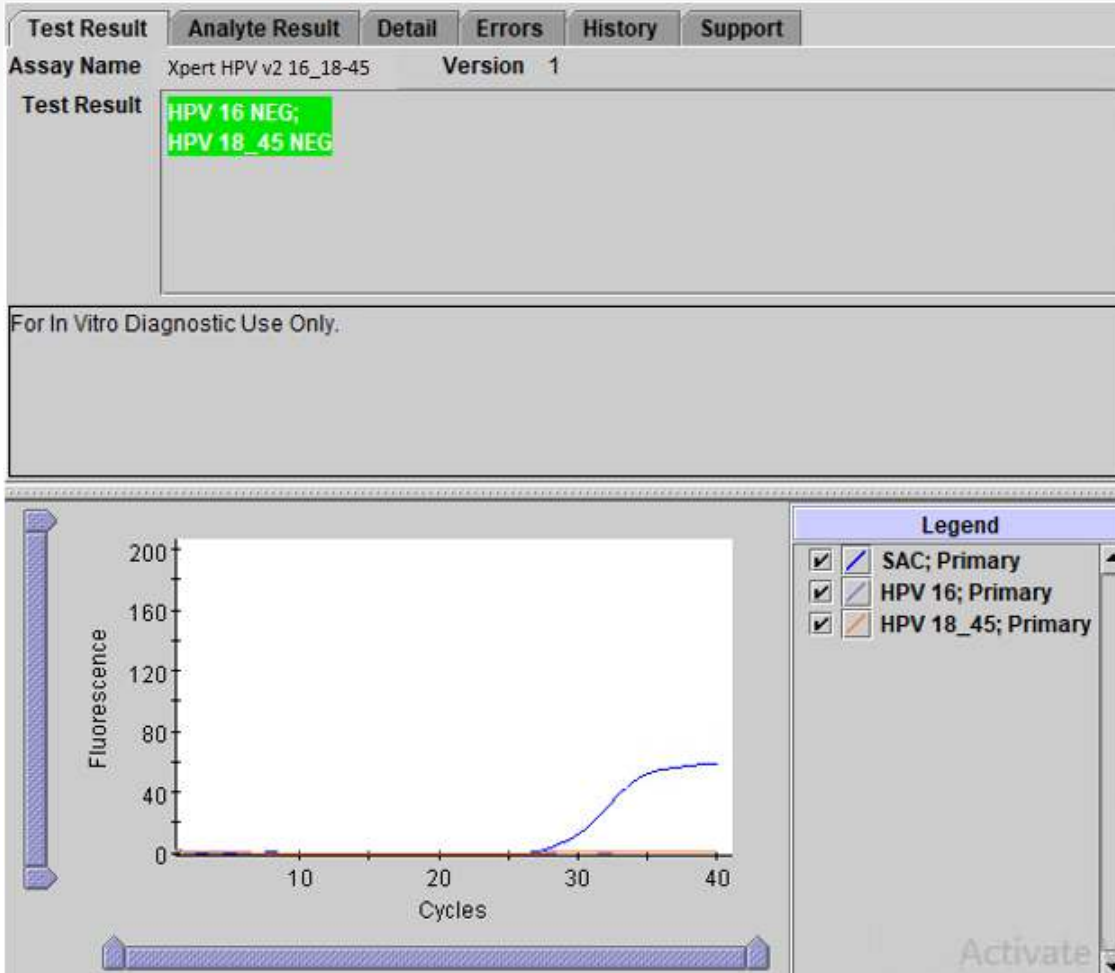 Test Result Analyte Result Detail Errors History Support
Assay Name Xpert HPV v2 16_18-45 Version 1
Test Result HPV 16 NEG;
HPV 18_45 NEG
For In Vitro Diagnostic Use Only.
Legend
SAC; Primary
HPV 16; Primary
HPV 18_45; Primary
Fluorescence
200
160
120
80
40
0
10 20 30 40
Cycles
Activate